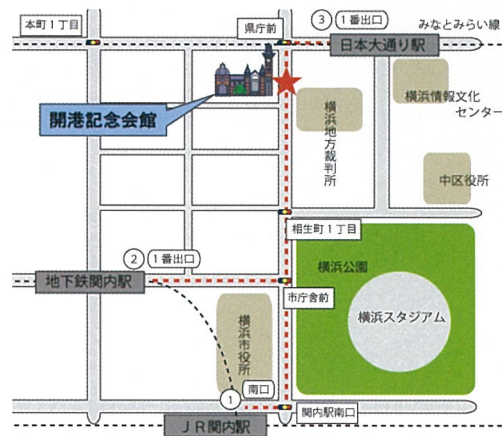 本町1丁目
県庁前
③ 1番出口
みなとみらい線
日本大通り駅
開港記念会館
横浜地方裁判所
横浜情報文化
センター
中区役所
相生町1丁目
② 1番出口
地下鉄関内駅
横浜公園
市庁舎前
横浜スタジアム
横浜市役所
① 南口
関内駅南口
JR関内駅